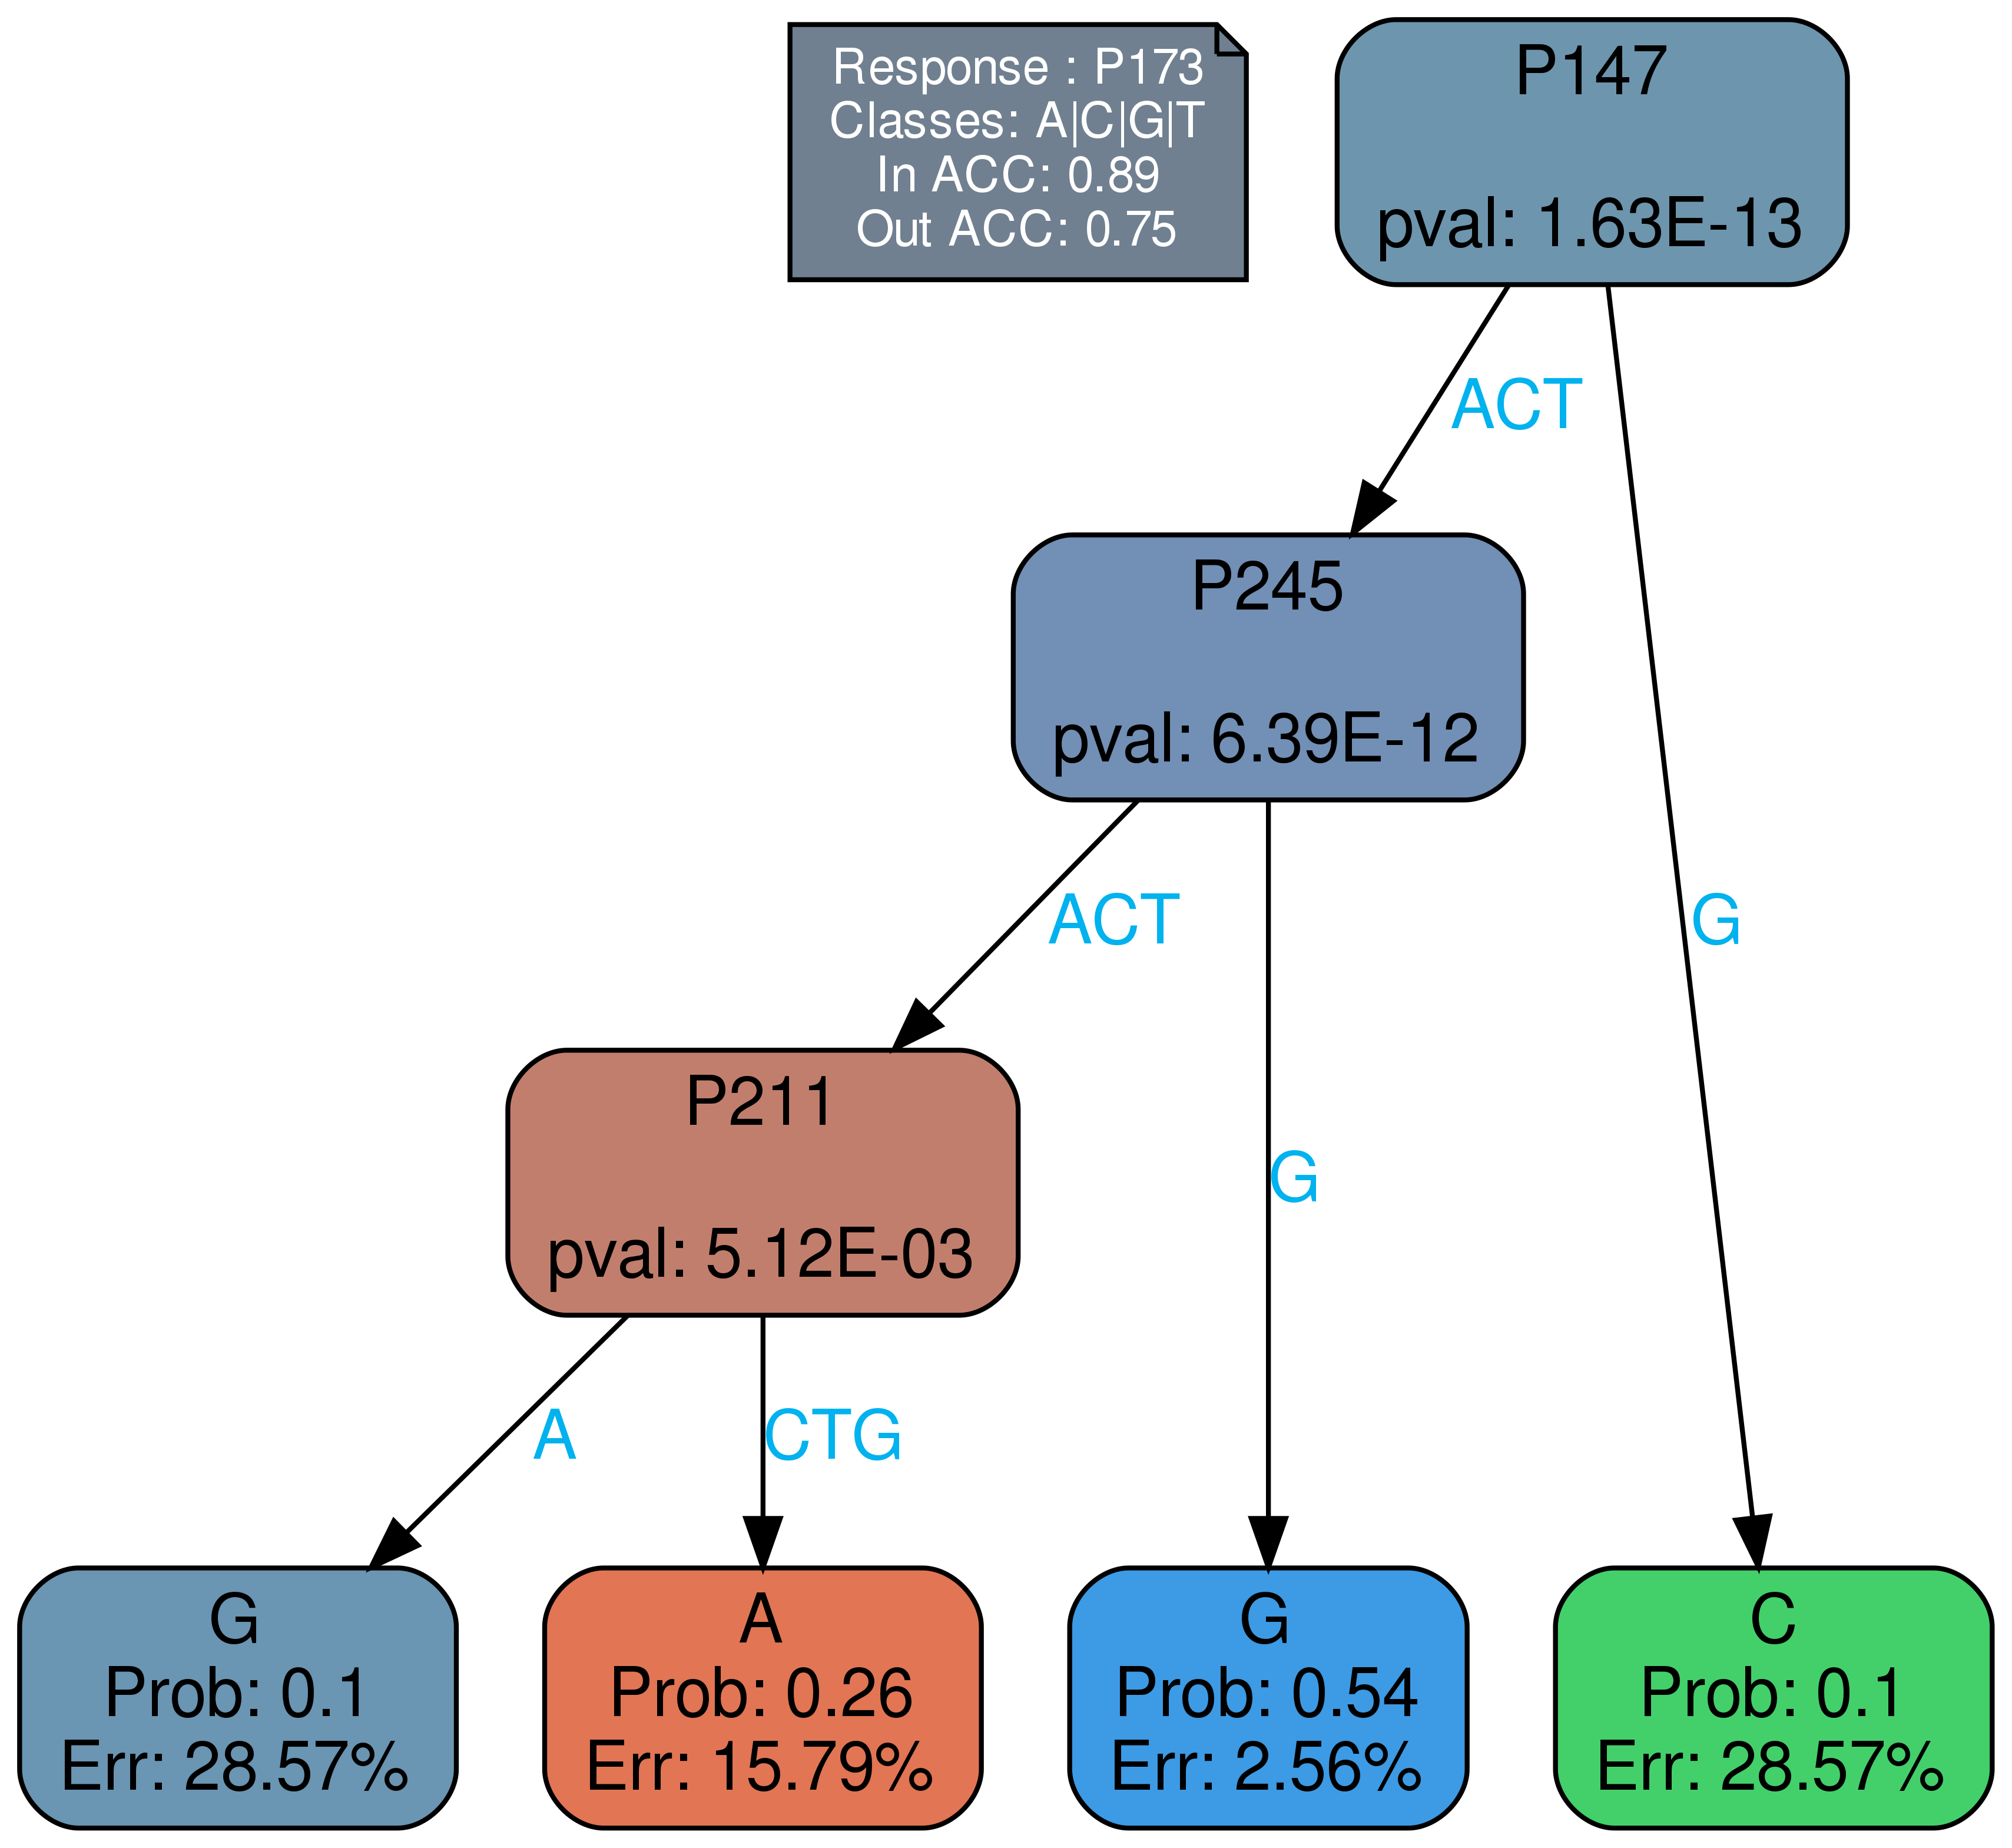 Response : P173
Classes: A|C|G|T
In ACC: 0.89
Out ACC: 0.75
P147
pval: 1.63E-13
ACT
P245
pval: 6.39E-12
ACT
G
P211
pval: 5.12E-03
G
A
CTG
G
Prob: 0.1
Err: 28.57%
A
Prob: 0.26
Err: 15.79%
G
Prob: 0.54
Err: 2.56%
C
Prob: 0.1
Err: 28.57%